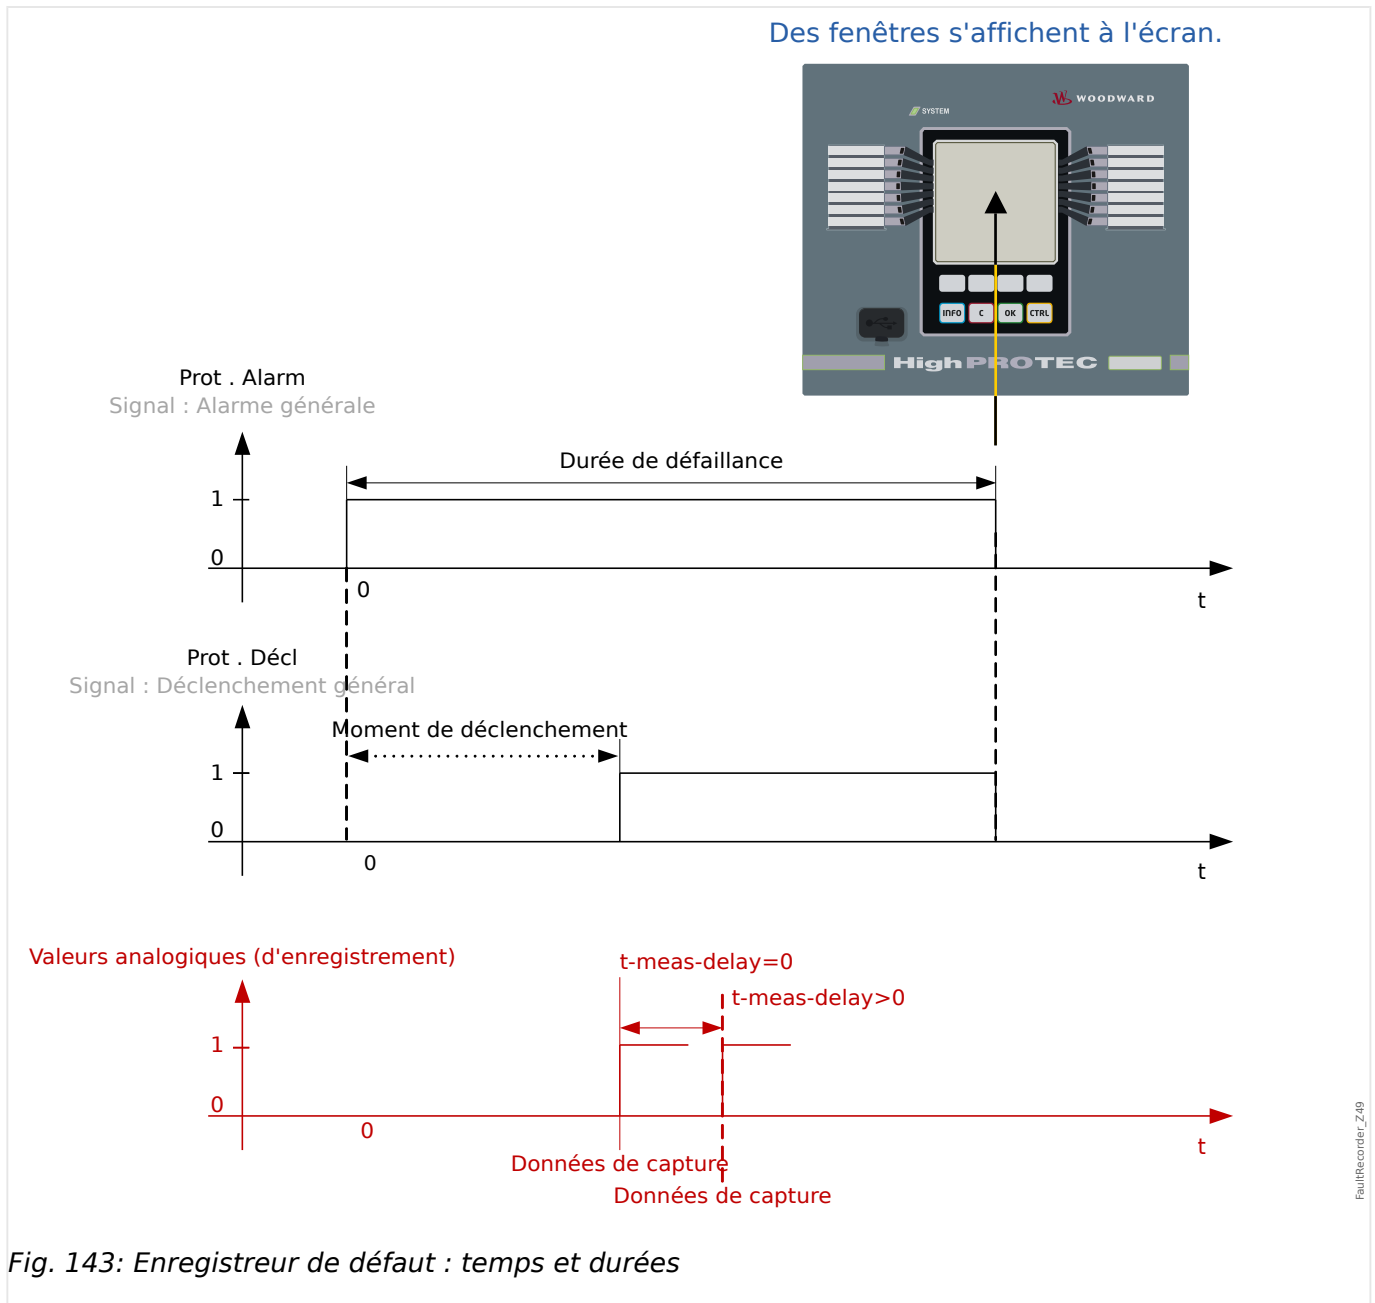 Des fenêtres s'affichent à l'écran.
WOODWARD
SYSTEM
INFO C OK CTRL
HighPROTEC
Prot . Alarm
Signal : Alarme générale
Durée de défaillance
1
0
0
t
Prot . Décl
Signal : Déclenchement général
Moment de déclenchement
1
0
0
t
Valeurs analogiques (d'enregistrement)
t-meas-delay=0
t-meas-delay>0
1
0
0
t
Données de capture
Données de capture
FaultRecorder_Z49
Fig. 143: Enregistreur de défaut : temps et durées